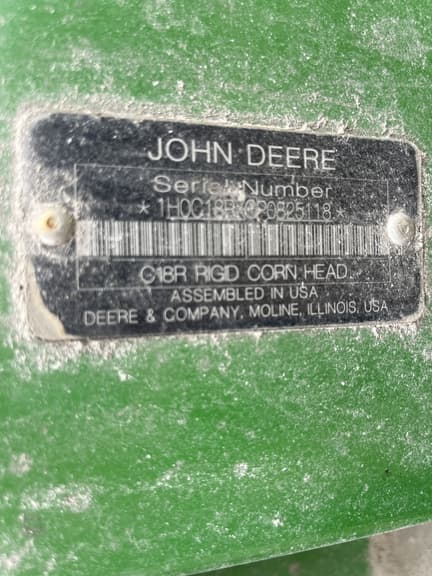 JOHN DEERE
Serial Number
C18R RIGID CORN HEAD
ASSEMBLED IN USA
DEERE & COMPANY, MOLINE, ILLINOIS, USA